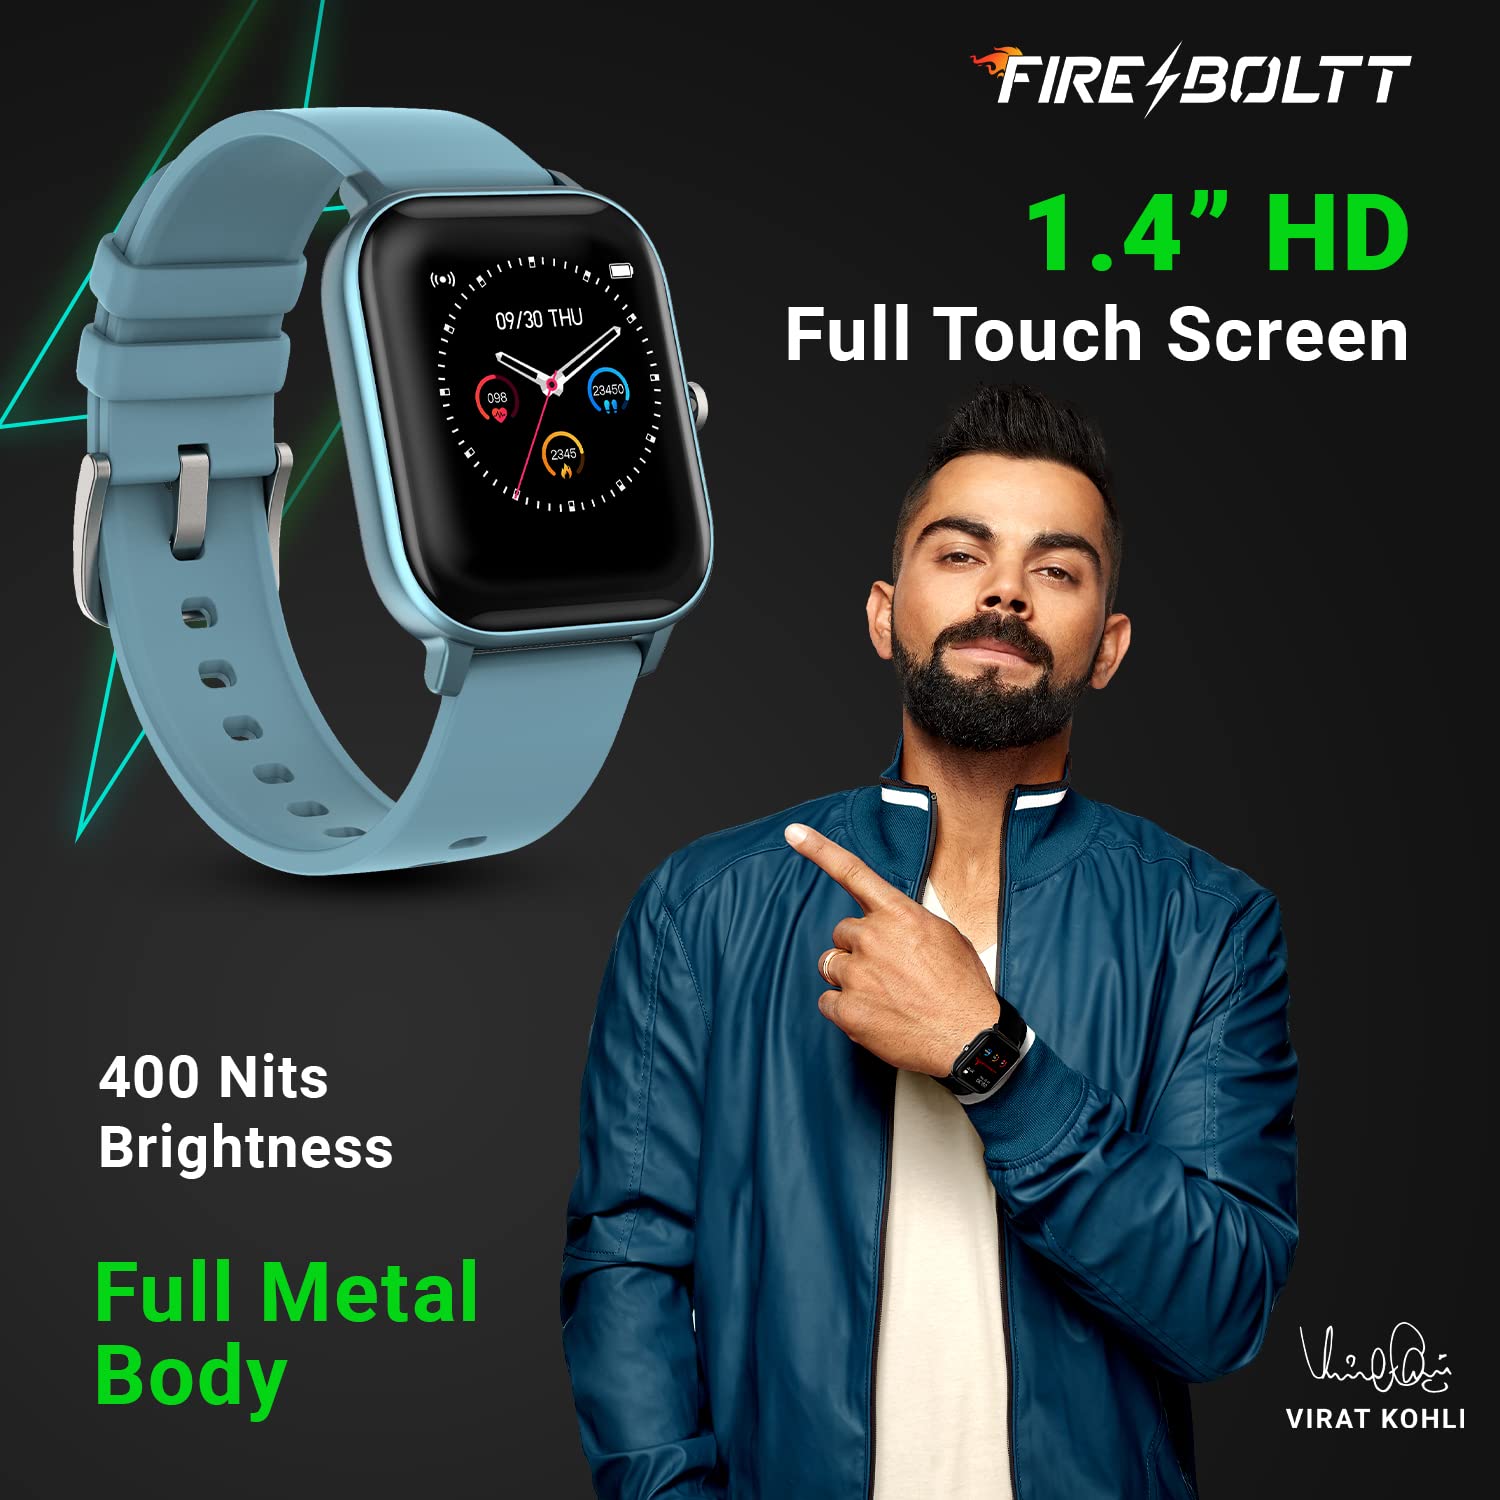 FIRE BOLTT
1.4” HD
Full Touch Screen
09/30 THU
098
23450
2345
400 Nits
Brightness
Full Metal
Body
VIRAT KOHLI